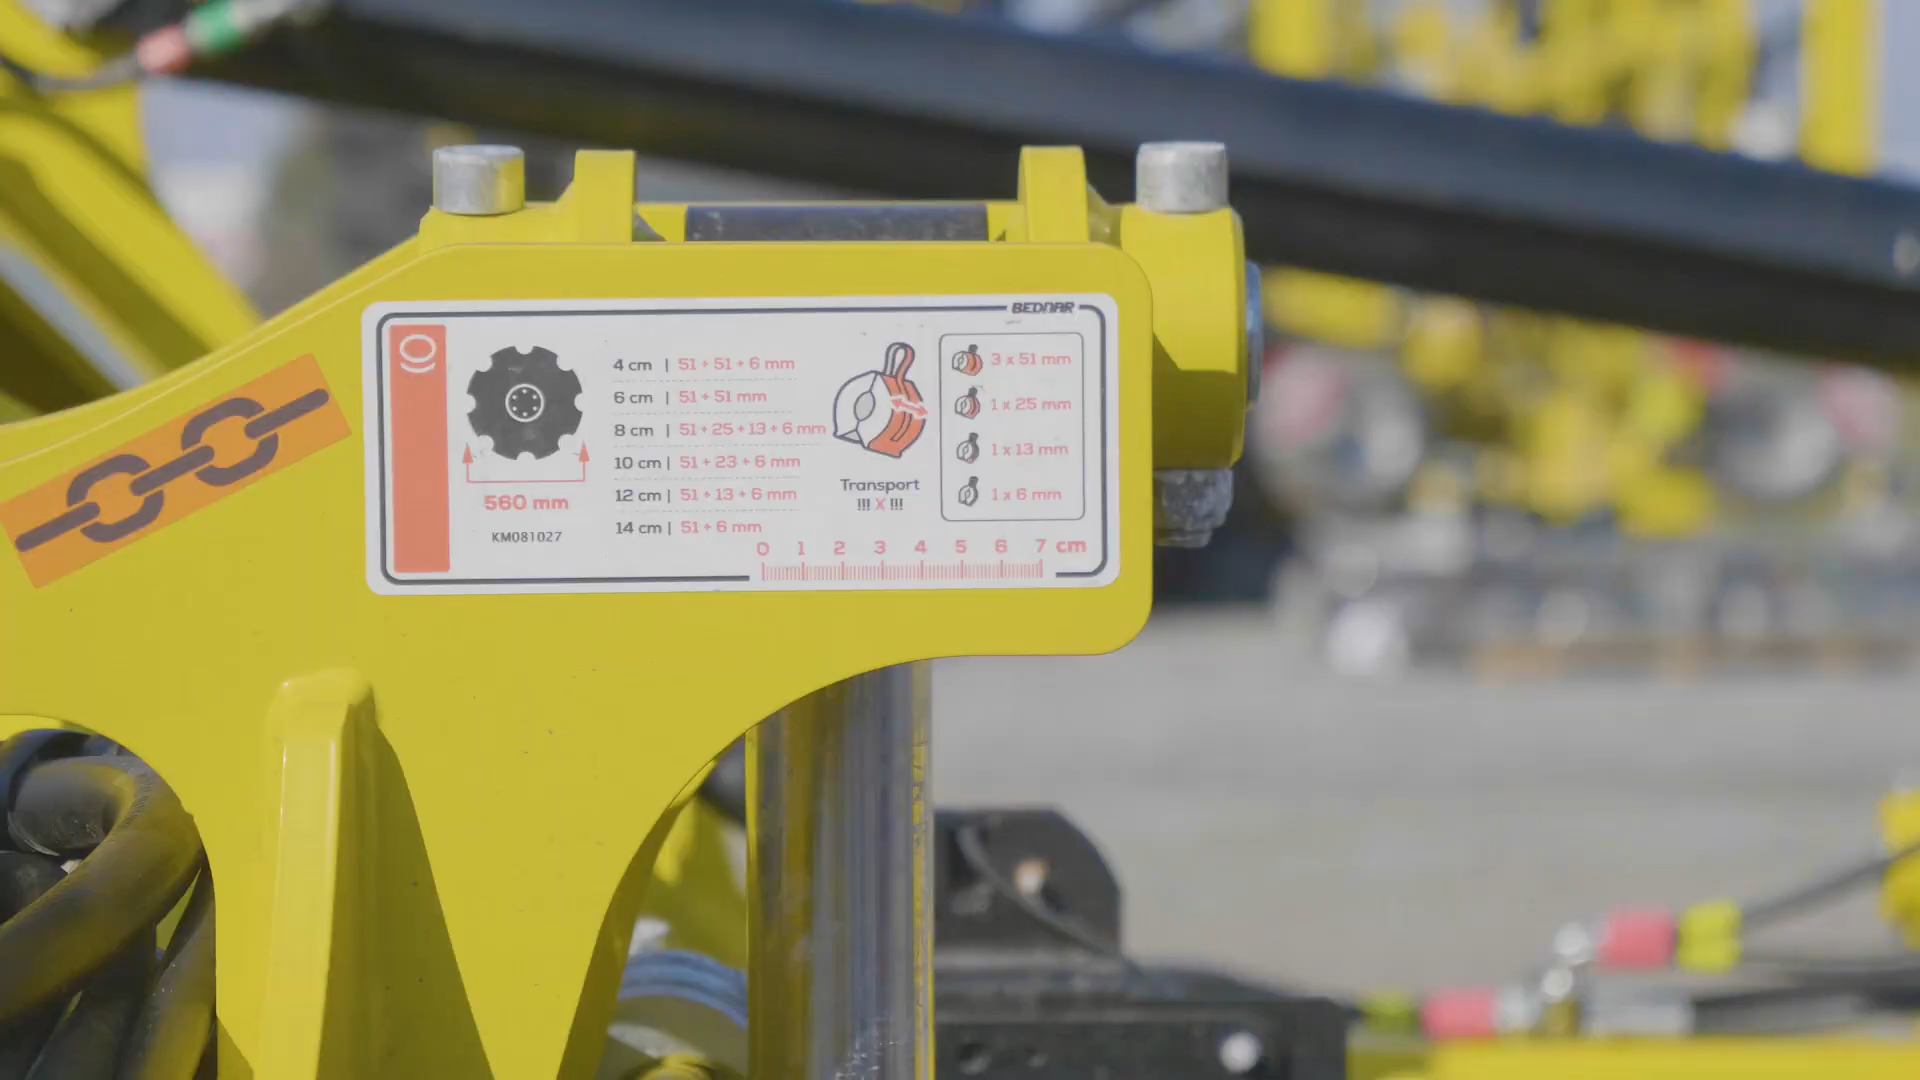 BEDNAR
4 cm | 51 + 51 + 6 mm
6 cm | 51 + 51 mm
8 cm | 51 + 25 + 13 + 6 mm
10 cm | 51 + 23 + 6 mm
12 cm | 51 + 13 + 6 mm
14 cm | 51 + 6 mm
560 mm
KM081027
Transport
!!! X !!!
3 x 51 mm
1 x 25 mm
1 x 13 mm
1 x 6 mm
0 1 2 3 4 5 6 7 cm